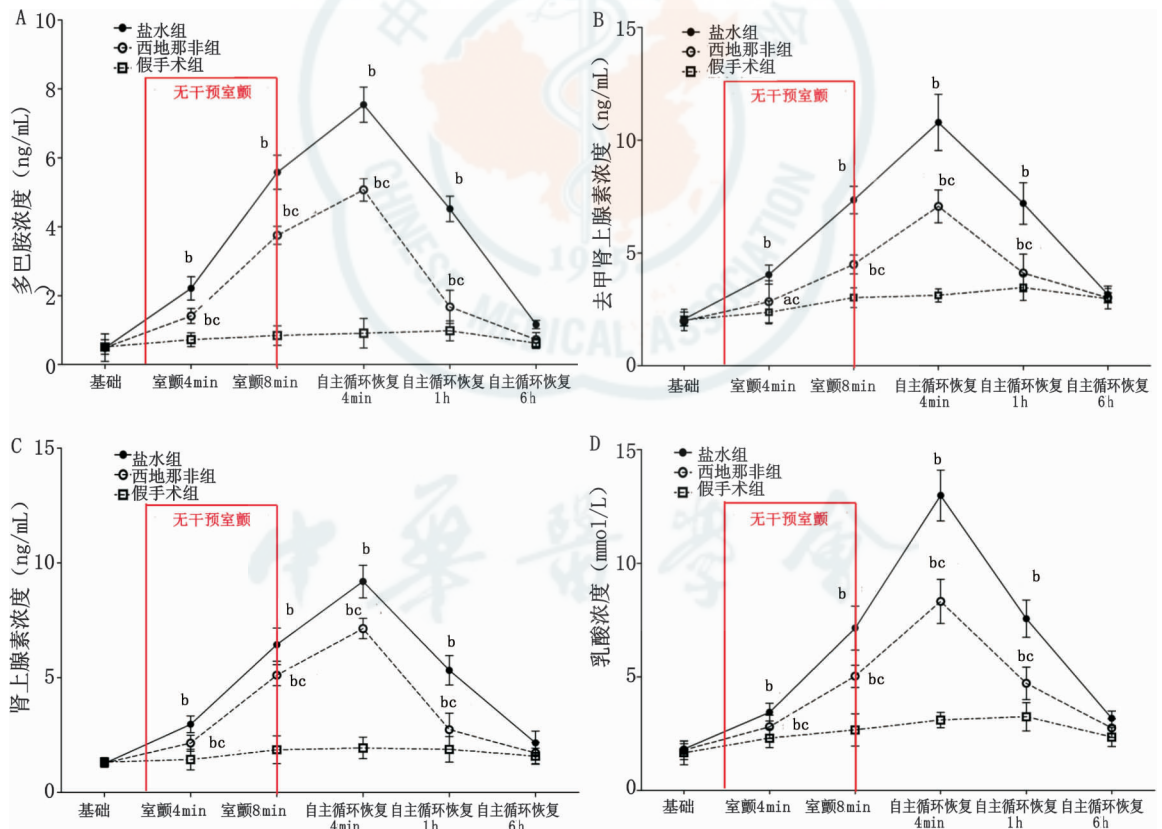 A
盐水组
西地那非组
假手术组
无干预室颤
多巴胺浓度（ng/mL）
10
8
6
4
2
0
b
bc
b
bc
b
bc
b
bc
基础
室颤4min
室颤8min
自主循环恢复
4min
自主循环恢复
1h
自主循环恢复
6h
B
盐水组
西地那非组
假手术组
无干预室颤
去甲肾上腺素浓度（ng/mL）
15
10
5
0
b
ac
b
bc
b
bc
b
bc
基础
室颤4min
室颤8min
自主循环恢复
4min
自主循环恢复
1h
自主循环恢复
6h
C
盐水组
西地那非组
假手术组
无干预室颤
肾上腺素浓度（ng/mL）
15
10
5
0
b
bc
b
bc
b
bc
b
bc
基础
室颤4min
室颤8min
自主循环恢复
4min
自主循环恢复
1h
自主循环恢复
6h
D
盐水组
西地那非组
假手术组
无干预室颤
乳酸浓度（mmol/L）
15
10
5
0
b
bc
b
bc
b
bc
b
bc
基础
室颤4min
室颤8min
自主循环恢复
4min
自主循环恢复
1h
自主循环恢复
6h
CHINESE MEDICAL ASSOCIATION
中华醫学会